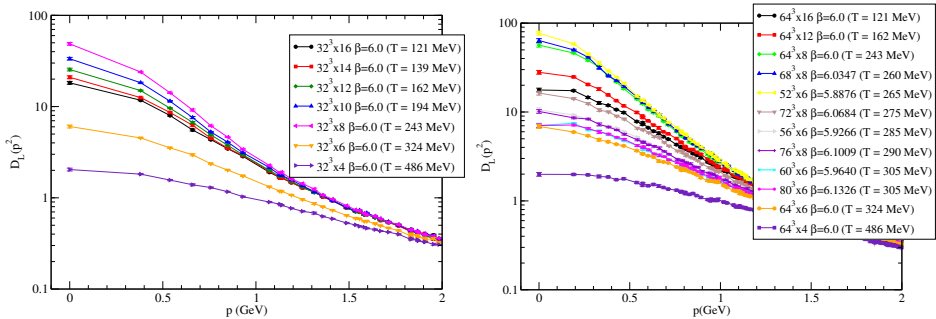 100
10
1
0.1
D_L(p^2)
0
0.5
1
1.5
2
p (GeV)
32^3x16 β=6.0 (T = 121 MeV)
32^3x14 β=6.0 (T = 139 MeV)
32^3x12 β=6.0 (T = 162 MeV)
32^3x10 β=6.0 (T = 194 MeV)
32^3x8 β=6.0 (T = 243 MeV)
32^3x6 β=6.0 (T = 324 MeV)
32^3x4 β=6.0 (T = 486 MeV)
100
10
1
0.1
D_L(p^2)
0
0.5
1
1.5
2
p(GeV)
64^3x16 β=6.0 (T = 121 MeV)
64^3x12 β=6.0 (T = 162 MeV)
64^3x8 β=6.0 (T = 243 MeV)
68^3x8 β=6.0347 (T = 260 MeV)
52^3x6 β=5.8876 (T = 265 MeV)
72^3x8 β=6.0684 (T = 275 MeV)
56^3x6 β=5.9266 (T = 285 MeV)
76^3x8 β=6.1009 (T = 290 MeV)
60^3x6 β=5.9640 (T = 305 MeV)
80^3x6 β=6.1326 (T = 305 MeV)
64^3x6 β=6.0 (T = 324 MeV)
64^3x4 β=6.0 (T = 486 MeV)